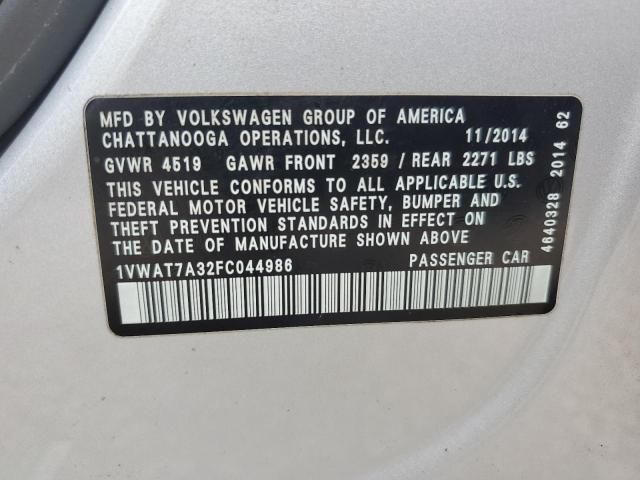 MFD BY VOLKSWAGEN GROUP OF AMERICA
CHATTANOOGA OPERATIONS, LLC. 11/2014
GVWR 4519 GAWR FRONT 2359 / REAR 2271 LBS
THIS VEHICLE CONFORMS TO ALL APPLICABLE U.S.
FEDERAL MOTOR VEHICLE SAFETY, BUMPER AND
THEFT PREVENTION STANDARDS IN EFFECT ON
THE DATE OF MANUFACTURE SHOWN ABOVE
1VWAT7A32FC044986 PASSENGER CAR
4640328 2014 62